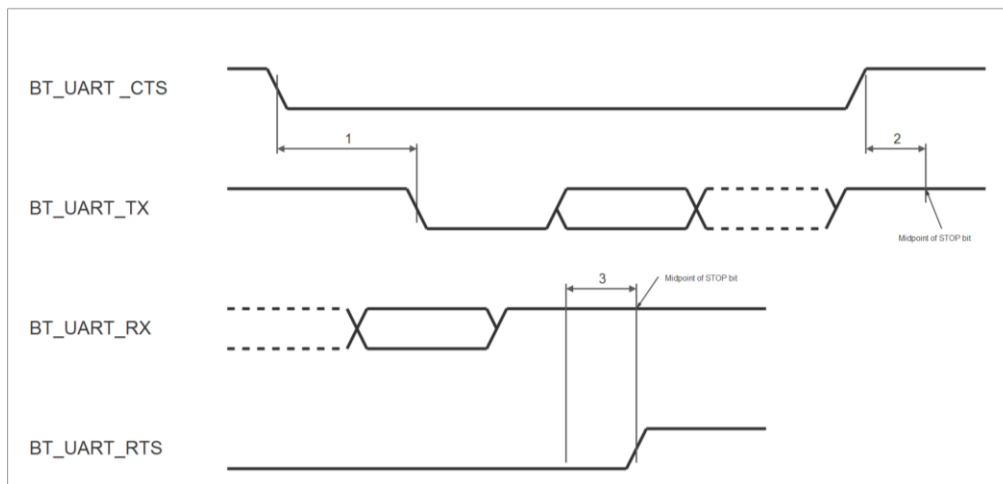 BT_UART _CTS
1
2
BT_UART_TX
Midpoint of STOP bit
3
Midpoint of STOP bit
BT_UART_RX
BT_UART_RTS